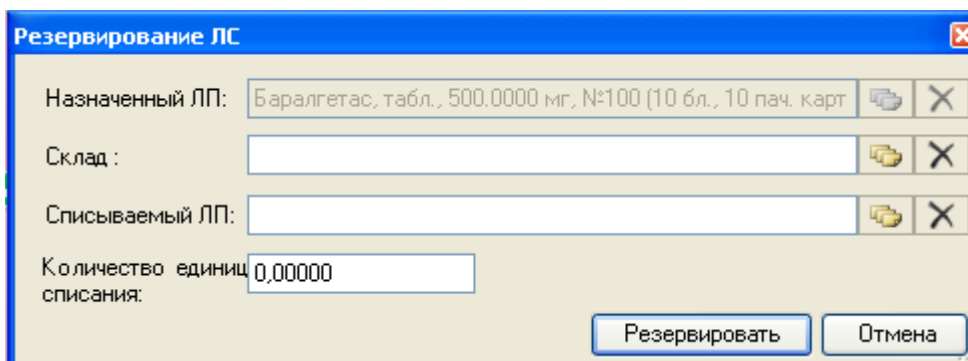 Резервирование ЛС
Назначенный ЛП: Баралгетас, табл., 500.0000 мг, №100 (10 бл., 10 пач. карт
Склад :
Списываемый ЛП:
Количество единиц 0,00000
списания:
Резервировать Отмена